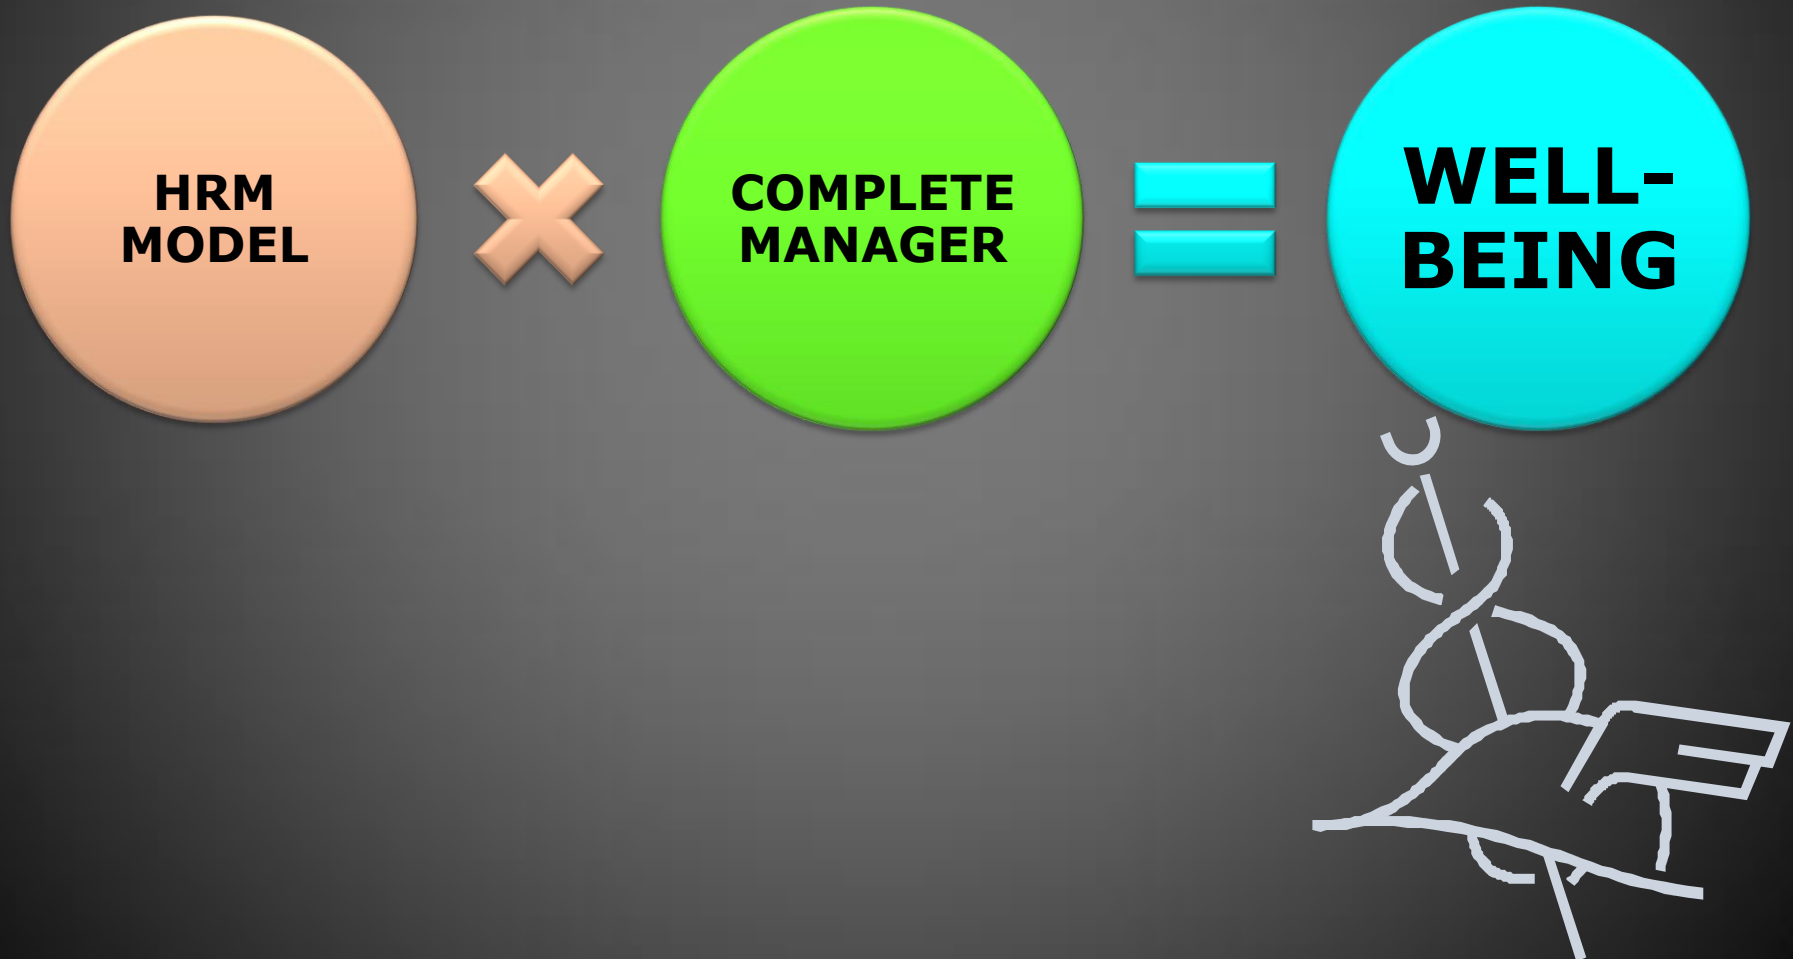 HRM
MODEL
COMPLETE
MANAGER
WELL-
BEING